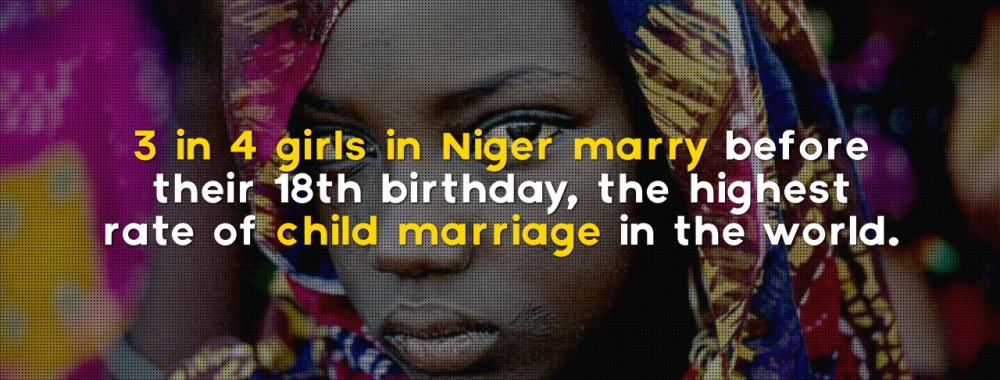 3 in 4 girls in Niger marry before
their 18th birthday, the highest
rate of child marriage in the world.